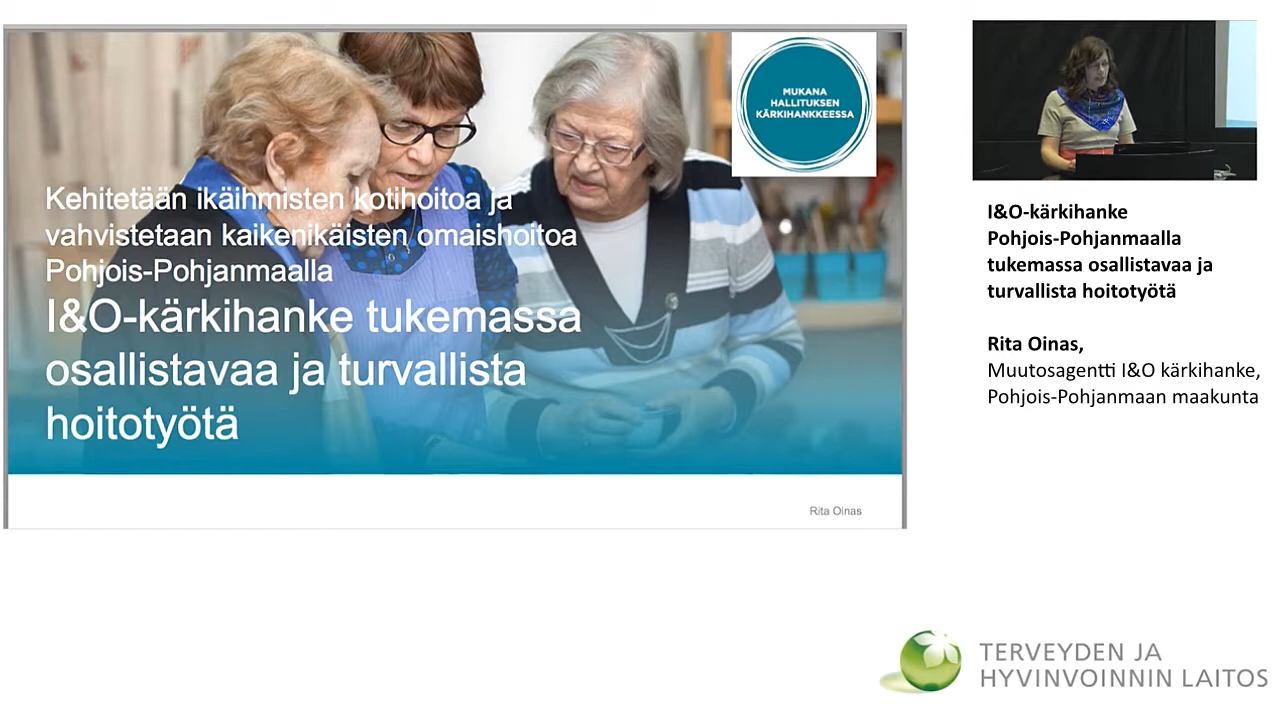 MUKANA
HALLITUKSEN
KÄRKIHANKKEESSA
Kehitetään ikäihmisten kotihoitoa ja
vahvistetaan kaikenikäisten omaishoitoa
Pohjois-Pohjanmaalla
I&O-kärkihanke tukemassa
osallistavaa ja turvallista
hoitotyötä
Rita Oinas
I&O-kärkihanke
Pohjois-Pohjanmaalla
tukemassa osallistavaa ja
turvallista hoitotyötä
Rita Oinas,
Muutosagentti I&O kärkihanke,
Pohjois-Pohjanmaan maakunta
TERVEYDEN JA
HYVINVOINNIN LAITOS